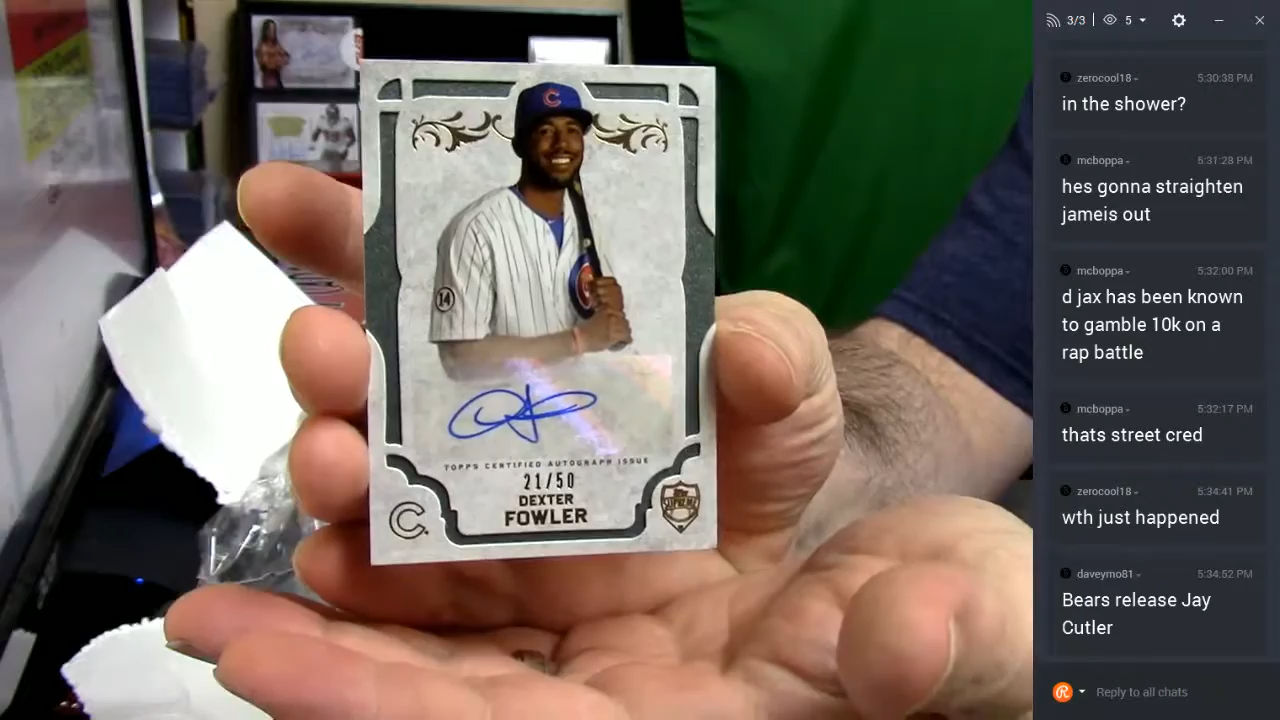 C
14
TOPPS CERTIFIED AUTOGRAPH ISSUE
21/50
DEXTER
FOWLER
C
Topps
SUPREME
3/3
5
zerocool18
5:30:38 PM
in the shower?
mcboppa
5:31:28 PM
hes gonna straighten
jameis out
mcboppa
5:32:00 PM
d jax has been known
to gamble 10k on a
rap battle
mcboppa
5:32:17 PM
thats street cred
zerocool18
5:34:41 PM
wth just happened
daveymo81
5:34:52 PM
Bears release Jay
Cutler
Reply to all chats